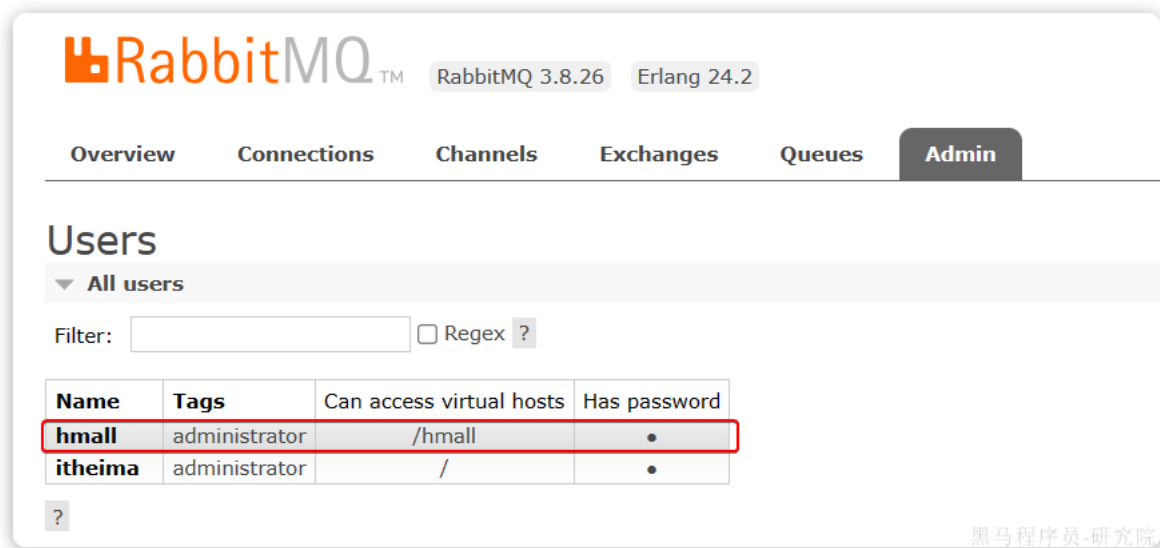 RabbitMQ TM RabbitMQ 3.8.26 Erlang 24.2
Overview Connections Channels Exchanges Queues Admin
Users
All users
Filter: Regex ?
Name Tags Can access virtual hosts Has password
hmall administrator /hmall ●
itheima administrator / ●
?
黑马程序员-研究院